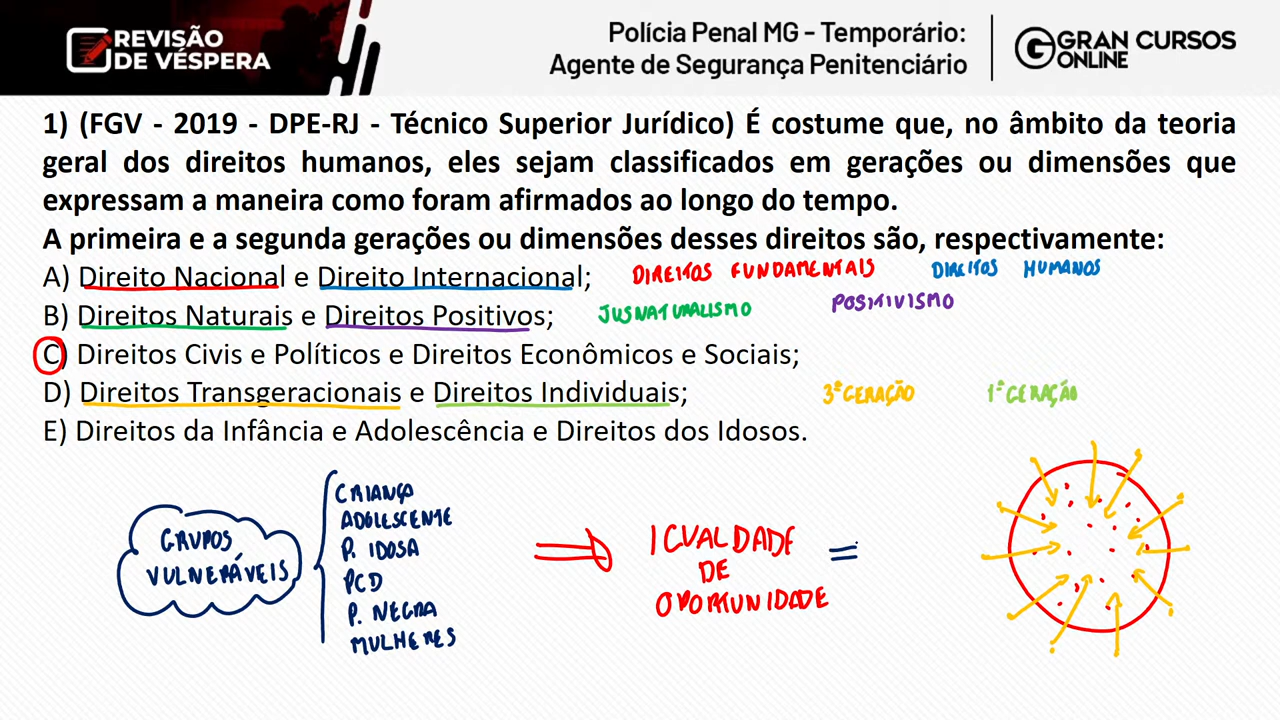 REVISÃO
DE VÉSPERA
Polícia Penal MG - Temporário:
Agente de Segurança Penitenciário
GRAN CURSOS
ONLINE
1) (FGV - 2019 - DPE-RJ - Técnico Superior Jurídico) É costume que, no âmbito da teoria
geral dos direitos humanos, eles sejam classificados em gerações ou dimensões que
expressam a maneira como foram afirmados ao longo do tempo.
A primeira e a segunda gerações ou dimensões desses direitos são, respectivamente:
A) Direito Nacional e Direito Internacional; DIREITOS FUNDAMENTAIS DIREITOS HUMANOS
B) Direitos Naturais e Direitos Positivos; JUSNATURALISMO POSITIVISMO
C) Direitos Civis e Políticos e Direitos Econômicos e Sociais;
D) Direitos Transgeracionais e Direitos Individuais; 3ª GERAÇÃO 1ª GERAÇÃO
E) Direitos da Infância e Adolescência e Direitos dos Idosos.
GRUPOS
VULNERÁVEIS
CRIANÇA
ADOLESCENTE
P. IDOSA
PCD
P. NEGRA
MULHERES
IGUALDADE
DE
OPORTUNIDADE
=